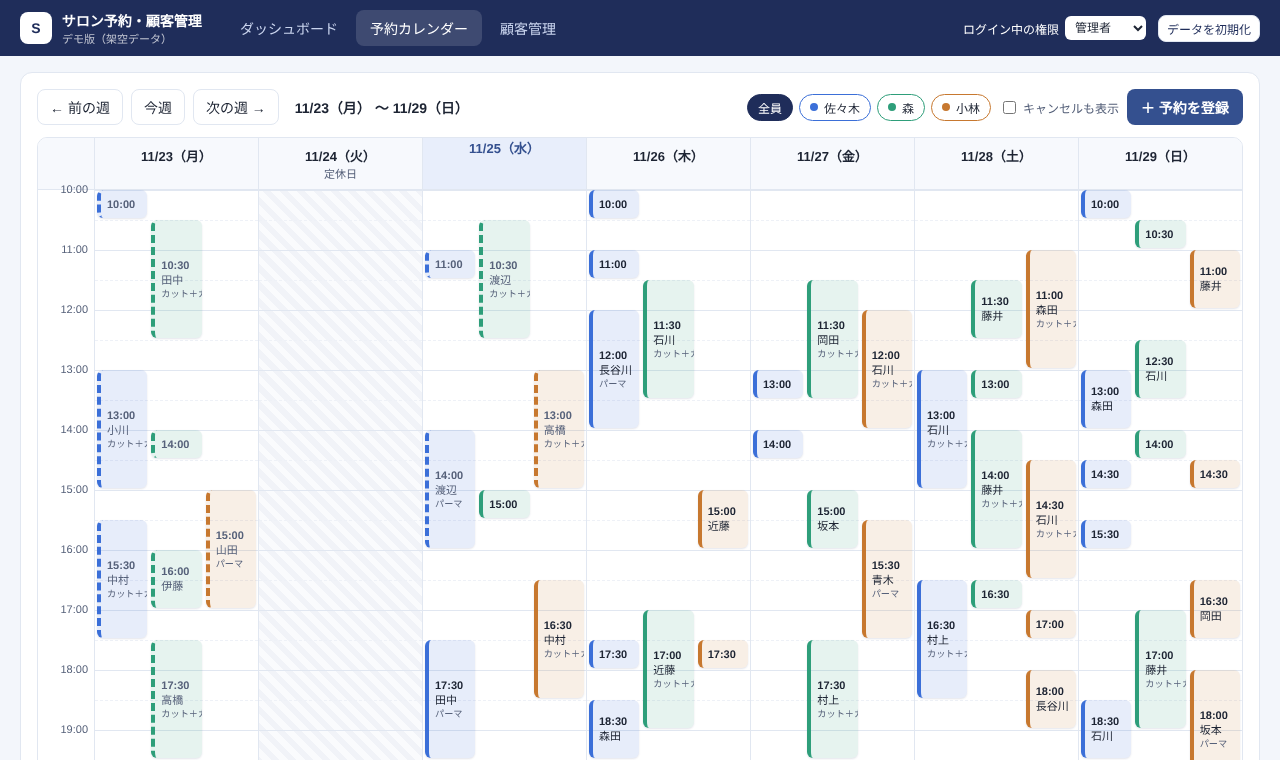 S
サロン予約・顧客管理
デモ版（架空データ）
ダッシュボード
予約カレンダー
顧客管理
ログイン中の権限
管理者
データを初期化
← 前の週
今週
次の週 →
11/23（月） 〜 11/29（日）
全員
佐々木
森
小林
キャンセルも表示
＋ 予約を登録
11/23（月）
11/24（火）
定休日
11/25（水）
11/26（木）
11/27（金）
11/28（土）
11/29（日）
10:00
11:00
12:00
13:00
14:00
15:00
16:00
17:00
18:00
19:00
10:00
10:30
田中
カット+
13:00
小川
カット+
14:00
15:00
山田
パーマ
15:30
中村
カット+
16:00
伊藤
17:30
高橋
カット+
10:30
渡辺
カット+
11:00
13:00
高橋
カット+
14:00
渡辺
パーマ
15:00
16:30
中村
カット+
17:30
田中
パーマ
10:00
11:00
11:30
石川
カット+
12:00
長谷川
パーマ
15:00
近藤
17:00
近藤
カット+
17:30
17:30
18:30
森田
11:30
岡田
カット+
12:00
石川
カット+
13:00
14:00
15:00
坂本
15:30
青木
パーマ
17:30
村上
カット+
11:00
森田
カット+
11:30
藤井
13:00
石川
カット+
13:00
14:00
藤井
カット+
14:30
石川
カット+
16:30
村上
カット+
16:30
17:00
18:00
長谷川
10:00
10:30
11:00
藤井
12:30
石川
13:00
森田
14:00
14:30
14:30
15:30
16:30
岡田
17:00
藤井
カット+
18:00
坂本
パーマ
18:30
石川